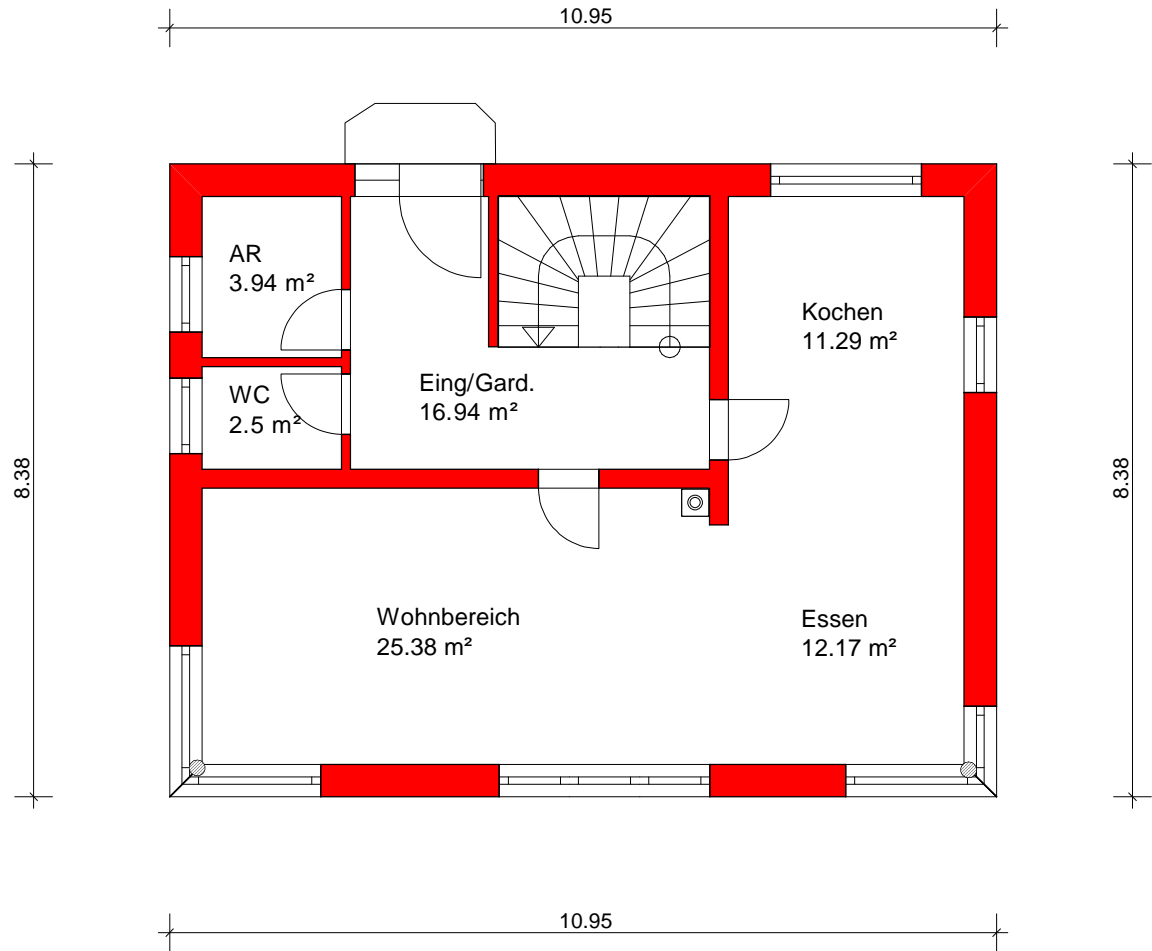 10.95
AR
3.94 m²
Kochen
11.29 m²
Eing/Gard.
16.94 m²
WC
2.5 m²
8.38
8.38
Wohnbereich
25.38 m²
Essen
12.17 m²
10.95